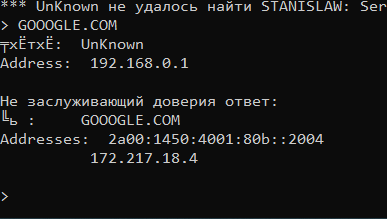 *** UnKnown не удалось найти STANISLAW: Ser
> GOOOGLE.COM
╤хЁтхЁ:  UnKnown
Address:  192.168.0.1

Не заслуживающий доверия ответ:
╚ь :     GOOOGLE.COM
Addresses:  2a00:1450:4001:80b::2004
          172.217.18.4

>